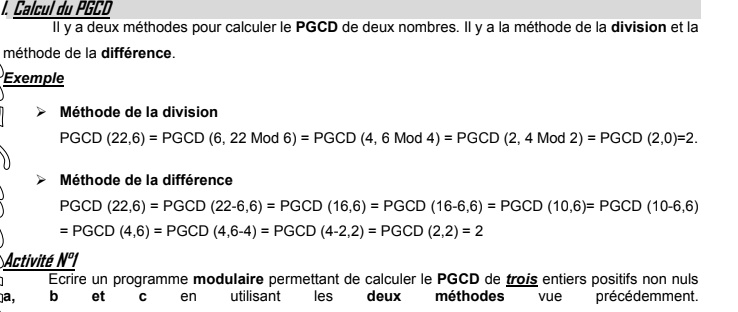 I. Calcul du PGCD
Il y a deux méthodes pour calculer le PGCD de deux nombres. Il y a la méthode de la division et la
méthode de la différence.
Exemple
➢ Méthode de la division
PGCD (22,6) = PGCD (6, 22 Mod 6) = PGCD (4, 6 Mod 4) = PGCD (2, 4 Mod 2) = PGCD (2,0)=2.
➢ Méthode de la différence
PGCD (22,6) = PGCD (22-6,6) = PGCD (16,6) = PGCD (16-6,6) = PGCD (10,6)= PGCD (10-6,6)
= PGCD (4,6) = PGCD (4,6-4) = PGCD (4-2,2) = PGCD (2,2) = 2
Activité N°1
Ecrire un programme modulaire permettant de calculer le PGCD de trois entiers positifs non nuls
a, b et c en utilisant les deux méthodes vue précédemment.